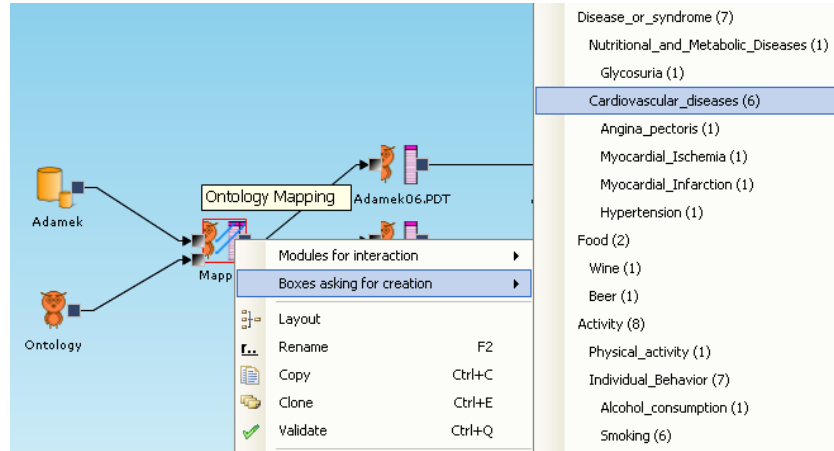 Adamek
Ontology
Ontology Mapping
Mapp
Adamek06.PDT
Modules for interaction
Boxes asking for creation
Layout
Rename F2
Copy Ctrl+C
Clone Ctrl+E
Validate Ctrl+Q
Disease_or_syndrome (7)
Nutritional_and_Metabolic_Diseases (1)
Glycosuria (1)
Cardiovascular_diseases (6)
Angina_pectoris (1)
Myocardial_Ischemia (1)
Myocardial_Infarction (1)
Hypertension (1)
Food (2)
Wine (1)
Beer (1)
Activity (8)
Physical_activity (1)
Individual_Behavior (7)
Alcohol_consumption (1)
Smoking (6)